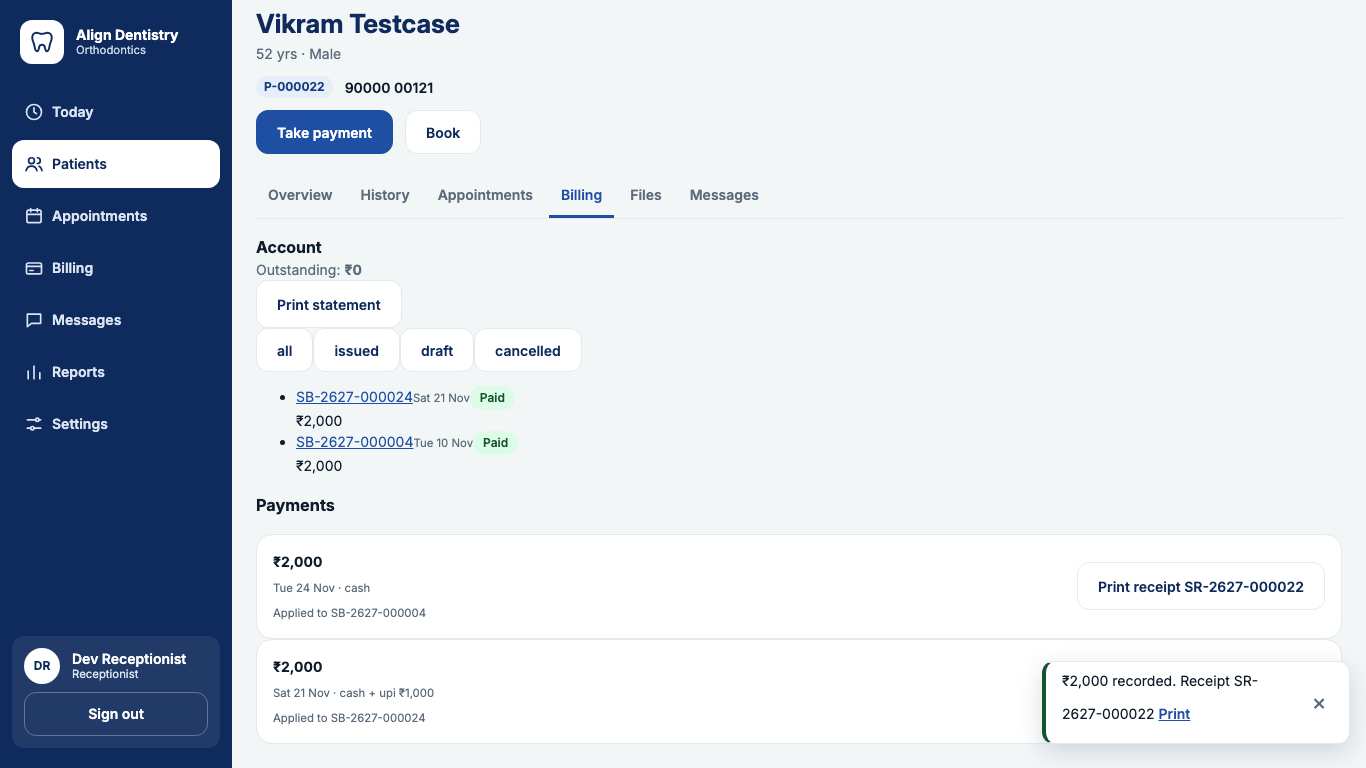 Align Dentistry
Orthodontics
Today
Patients
Appointments
Billing
Messages
Reports
Settings
DR
Dev Receptionist
Receptionist
Sign out
Vikram Testcase
52 yrs · Male
P-000022 90000 00121
Take payment Book
Overview History Appointments Billing Files Messages
Account
Outstanding: ₹0
Print statement
all issued draft cancelled
SB-2627-000024 Sat 21 Nov Paid
₹2,000
SB-2627-000004 Tue 10 Nov Paid
₹2,000
Payments
₹2,000
Tue 24 Nov · cash
Applied to SB-2627-000004
Print receipt SR-2627-000022
₹2,000
Sat 21 Nov · cash + upi ₹1,000
Applied to SB-2627-000024
₹2,000 recorded. Receipt SR-
2627-000022 Print